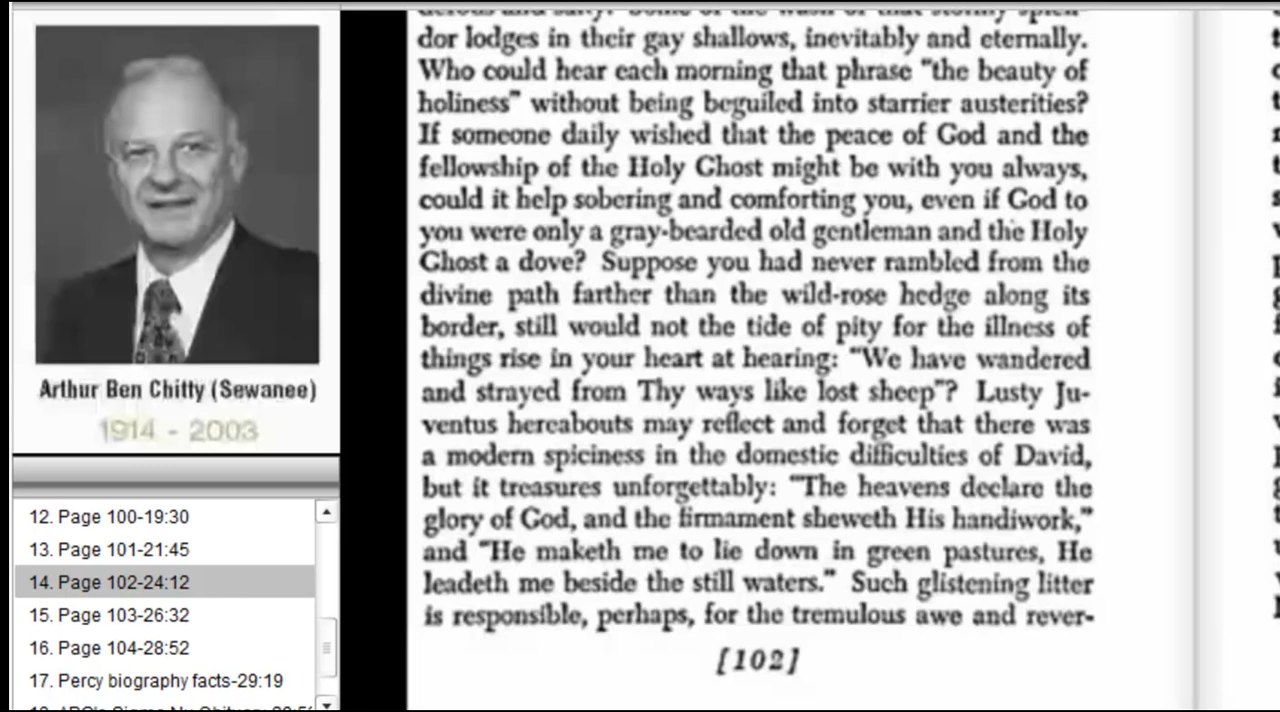 Arthur Ben Chitty (Sewanee)
1914 - 2003
12. Page 100-19:30
13. Page 101-21:45
14. Page 102-24:12
15. Page 103-26:32
16. Page 104-28:52
17. Percy biography facts-29:19
dor lodges in their gay shallows, inevitably and eternally.
Who could hear each morning that phrase "the beauty of
holiness" without being beguiled into starrier austerities?
If someone daily wished that the peace of God and the
fellowship of the Holy Ghost might be with you always,
could it help sobering and comforting you, even if God to
you were only a gray-bearded old gentleman and the Holy
Ghost a dove? Suppose you had never rambled from the
divine path farther than the wild-rose hedge along its
border, still would not the tide of pity for the illness of
things rise in your heart at hearing: "We have wandered
and strayed from Thy ways like lost sheep"? Lusty Ju-
ventus hereabouts may reflect and forget that there was
a modern spiciness in the domestic difficulties of David,
but it treasures unforgettably: "The heavens declare the
glory of God, and the firmament sheweth His handiwork,"
and "He maketh me to lie down in green pastures, He
leadeth me beside the still waters." Such glistening litter
is responsible, perhaps, for the tremulous awe and rever-
[102]